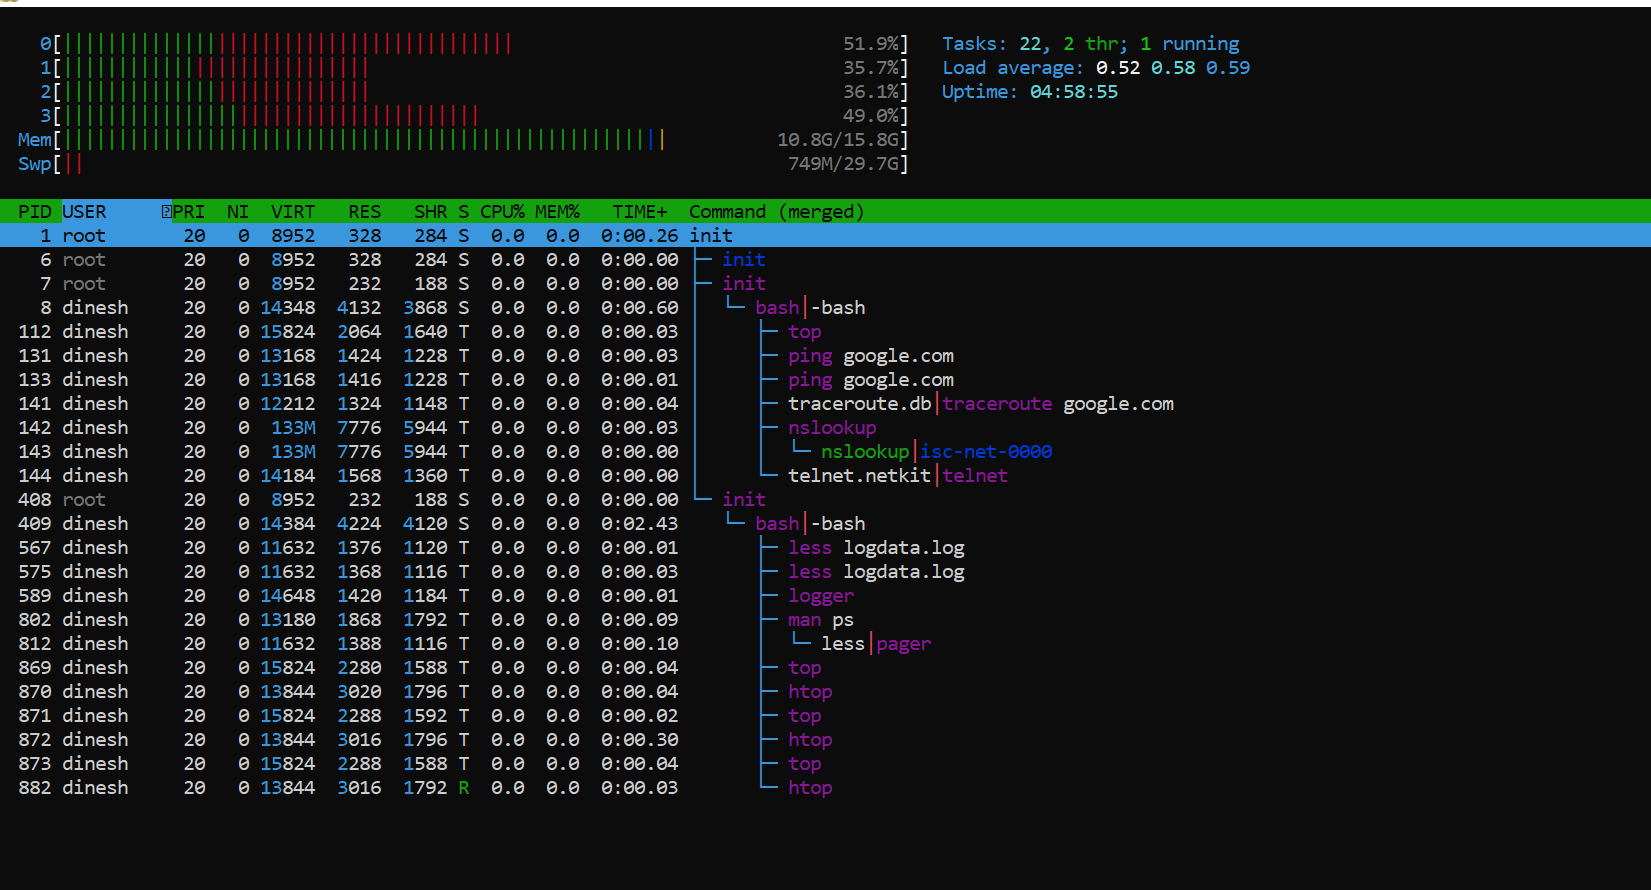 0[||||||||||||||||||||||||||||||||||||||||| 51.9%] Tasks: 22, 2 thr; 1 running
1[|||||||||||||||||||||||||||| 35.7%] Load average: 0.52 0.58 0.59
2[|||||||||||||||||||||||||||| 36.1%] Uptime: 04:58:55
3[|||||||||||||||||||||||||||||||||||||| 49.0%]
Mem[||||||||||||||||||||||||||||||||||||||||||||||||||||||| 10.8G/15.8G]
Swp[|| 749M/29.7G]
PID USER PRI NI VIRT RES SHR S CPU% MEM% TIME+ Command (merged)
1 root 20 0 8952 328 284 S 0.0 0.0 0:00.26 init
6 root 20 0 8952 328 284 S 0.0 0.0 0:00.00 ├─ init
7 root 20 0 8952 232 188 S 0.0 0.0 0:00.00 ├─ init
8 dinesh 20 0 14348 4132 3868 S 0.0 0.0 0:00.60 │ └─ bash│-bash
112 dinesh 20 0 15824 2064 1640 T 0.0 0.0 0:00.03 │ ├─ top
131 dinesh 20 0 13168 1424 1228 T 0.0 0.0 0:00.03 │ ├─ ping google.com
133 dinesh 20 0 13168 1416 1228 T 0.0 0.0 0:00.01 │ ├─ ping google.com
141 dinesh 20 0 12212 1324 1148 T 0.0 0.0 0:00.04 │ ├─ traceroute.db│traceroute google.com
142 dinesh 20 0 133M 7776 5944 T 0.0 0.0 0:00.03 │ ├─ nslookup
143 dinesh 20 0 133M 7776 5944 T 0.0 0.0 0:00.00 │ │ └─ nslookup│isc-net-0000
144 dinesh 20 0 14184 1568 1360 T 0.0 0.0 0:00.00 │ └─ telnet.netkit│telnet
408 root 20 0 8952 232 188 S 0.0 0.0 0:00.00 └─ init
409 dinesh 20 0 14384 4224 4120 S 0.0 0.0 0:02.43 └─ bash│-bash
567 dinesh 20 0 11632 1376 1120 T 0.0 0.0 0:00.01 ├─ less logdata.log
575 dinesh 20 0 11632 1368 1116 T 0.0 0.0 0:00.03 ├─ less logdata.log
589 dinesh 20 0 14648 1420 1184 T 0.0 0.0 0:00.01 ├─ logger
802 dinesh 20 0 13180 1868 1792 T 0.0 0.0 0:00.09 ├─ man ps
812 dinesh 20 0 11632 1388 1116 T 0.0 0.0 0:00.10 │ └─ less│pager
869 dinesh 20 0 15824 2280 1588 T 0.0 0.0 0:00.04 ├─ top
870 dinesh 20 0 13844 3020 1796 T 0.0 0.0 0:00.04 ├─ htop
871 dinesh 20 0 15824 2288 1592 T 0.0 0.0 0:00.02 ├─ top
872 dinesh 20 0 13844 3016 1796 T 0.0 0.0 0:00.30 ├─ htop
873 dinesh 20 0 15824 2288 1588 T 0.0 0.0 0:00.04 ├─ top
882 dinesh 20 0 13844 3016 1792 R 0.0 0.0 0:00.03 └─ htop